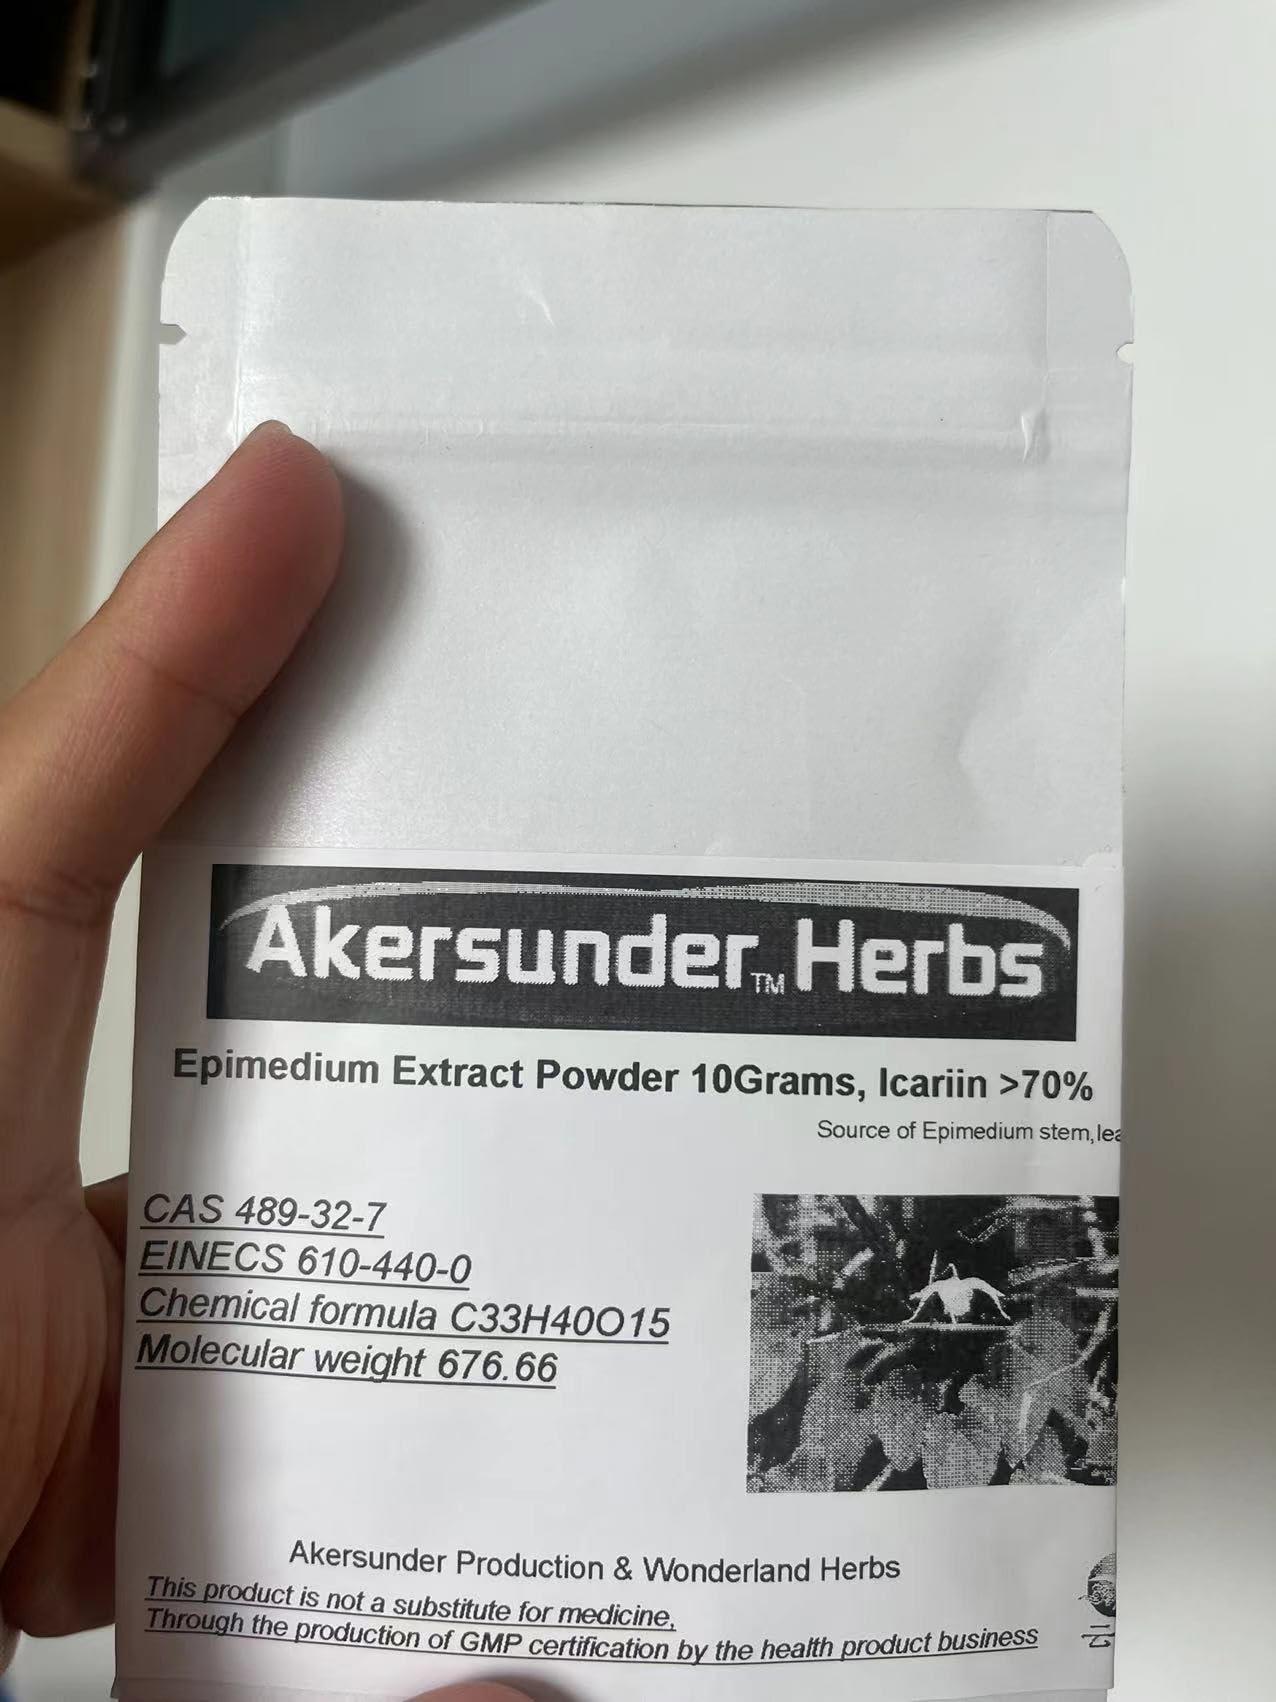 Akersunder™ Herbs
Epimedium Extract Powder 10Grams, Icariin >70%
Source of Epimedium stem,
CAS 489-32-7
EINECS 610-440-0
Chemical formula C33H40O15
Molecular weight 676.66
Akersunder Production & Wonderland Herbs
This product is not a substitute for medicine,
Through the production of GMP certification by the health product business